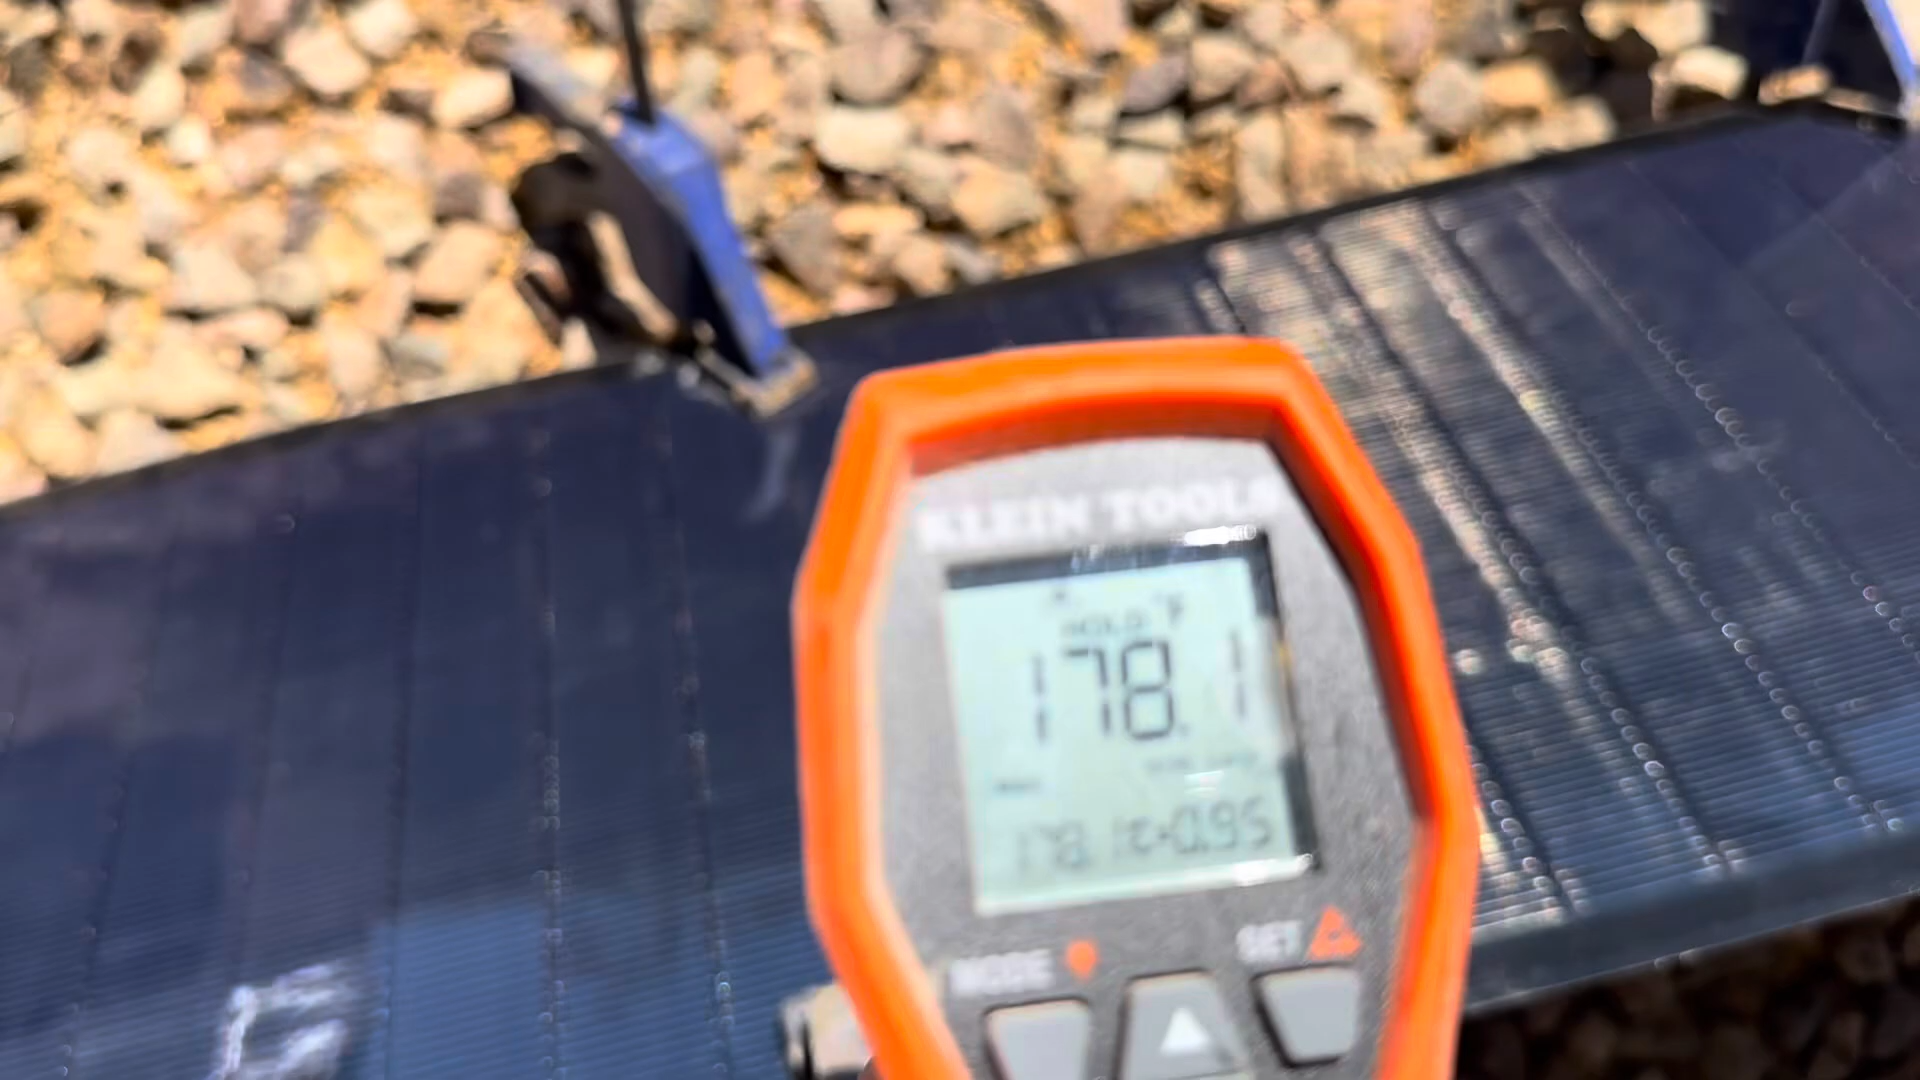 KLEIN TOOLS
HOLD °F
178.1
178.1 ε=0.95
MODE
SET